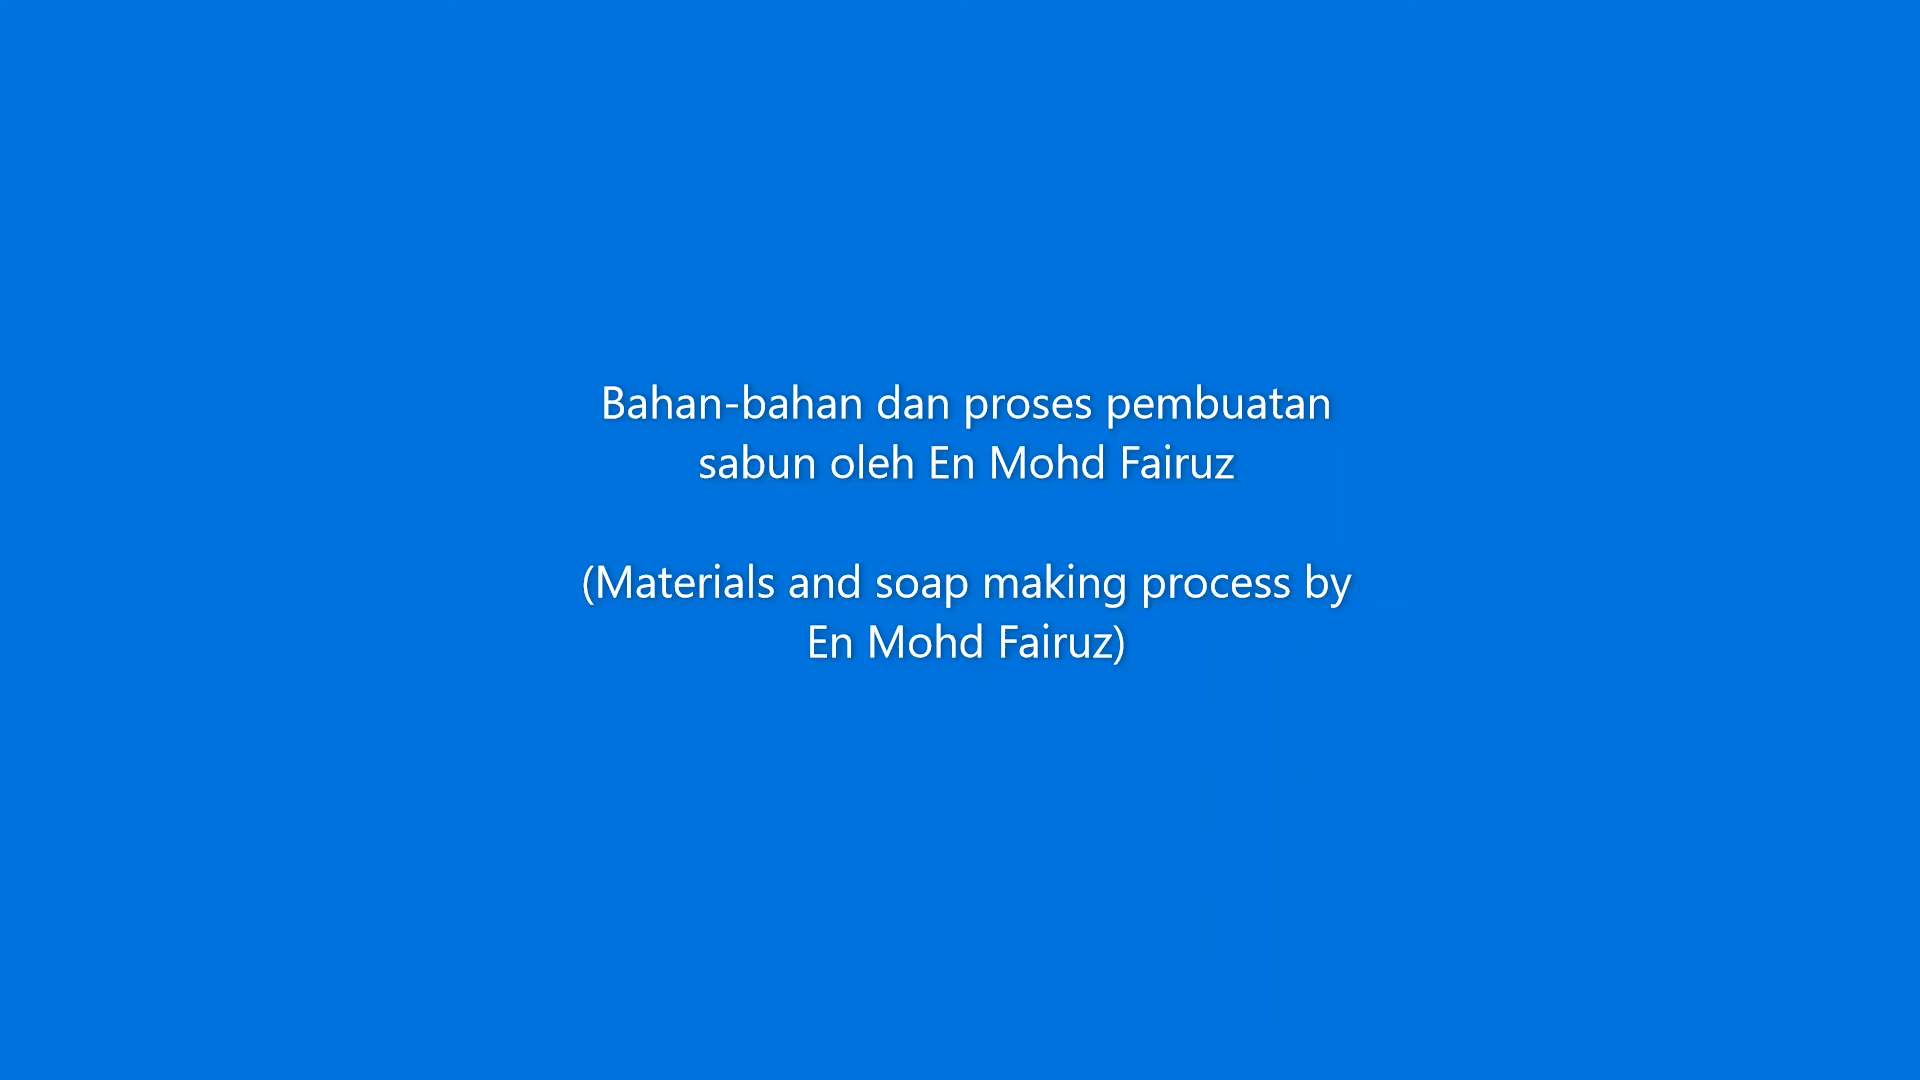 Bahan-bahan dan proses pembuatan
sabun oleh En Mohd Fairuz
(Materials and soap making process by
En Mohd Fairuz)